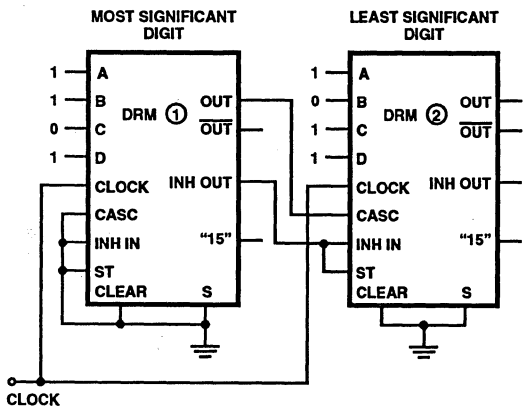 MOST SIGNIFICANT
DIGIT
1 A
1 B
0 C
1 D
CLOCK
CASC
INH IN
ST
CLEAR
S
DRM 1
OUT
OUT
INH OUT
“15”
LEAST SIGNIFICANT
DIGIT
1 A
0 B
1 C
1 D
CLOCK
CASC
INH IN
ST
CLEAR
S
DRM 2
OUT
OUT
INH OUT
“15”
CLOCK